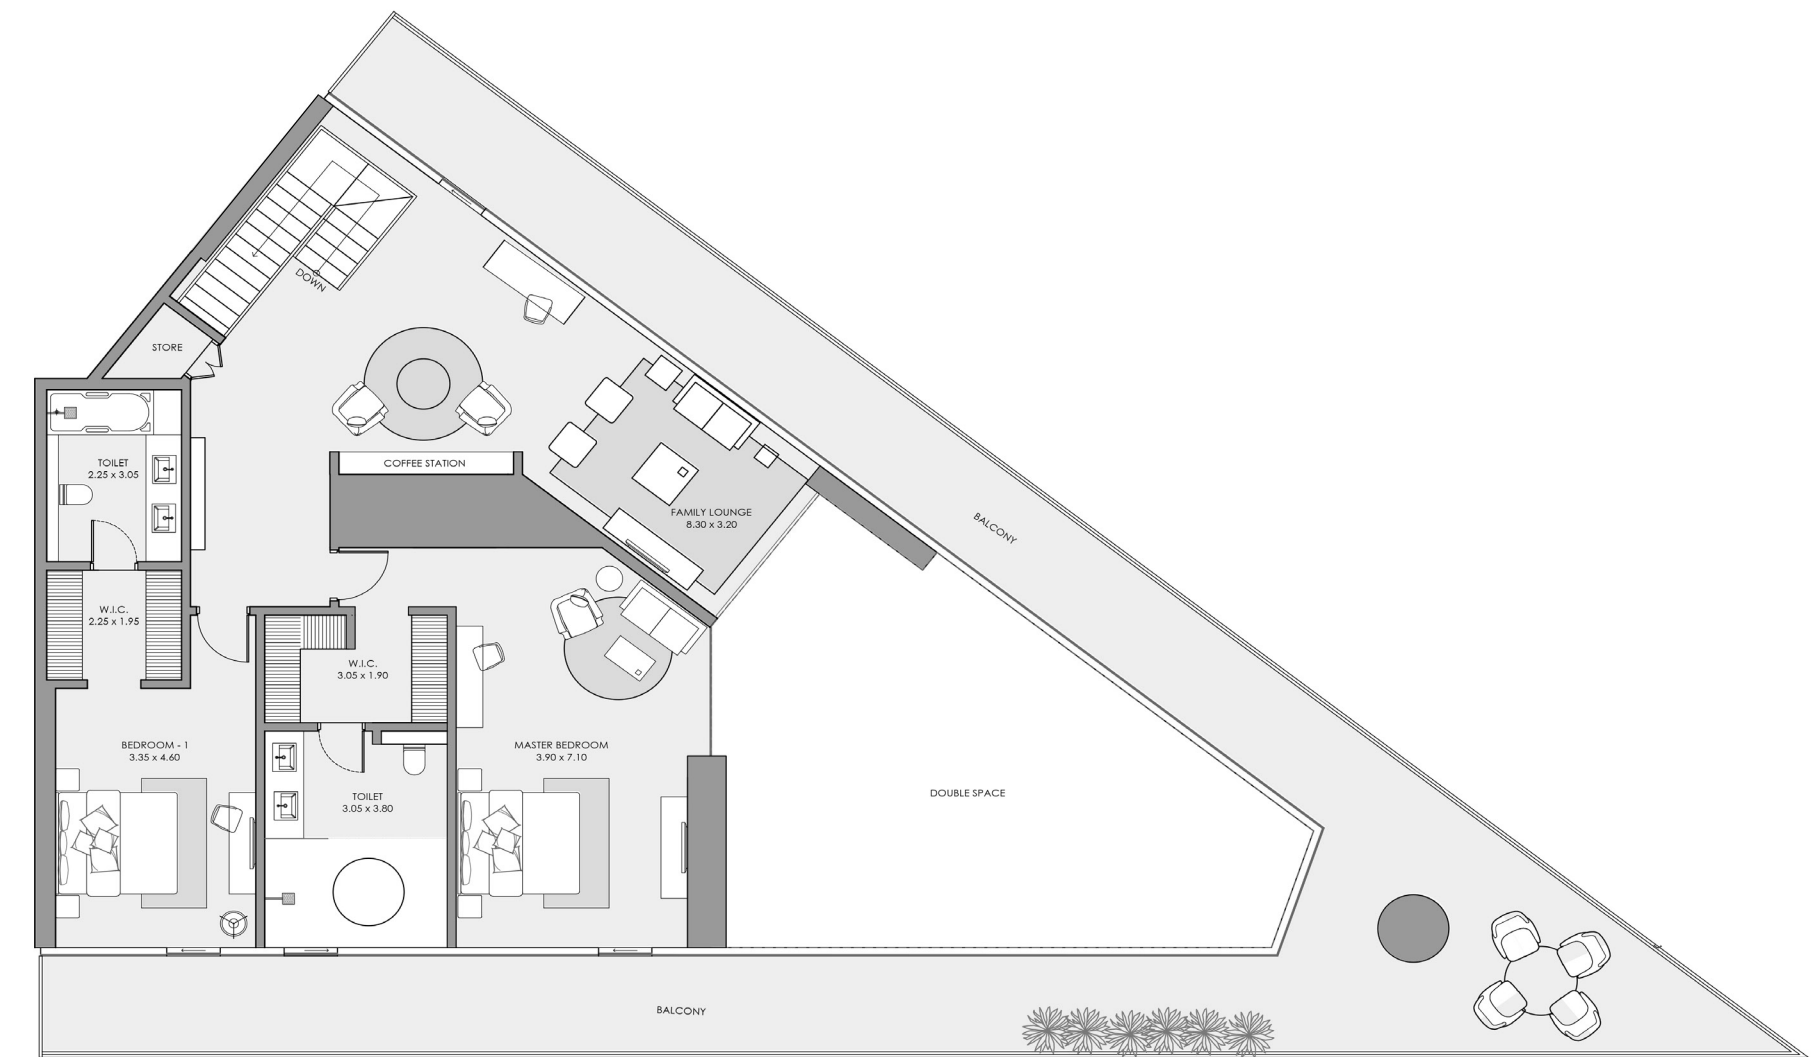 DOWN
STORE
TOILET
2.25 x 3.05
COFFEE STATION
FAMILY LOUNGE
8.30 x 3.20
BALCONY
W.I.C.
2.25 x 1.95
W.I.C.
3.05 x 1.90
BEDROOM - 1
3.35 x 4.60
MASTER BEDROOM
3.90 x 7.10
TOILET
3.05 x 3.80
DOUBLE SPACE
BALCONY